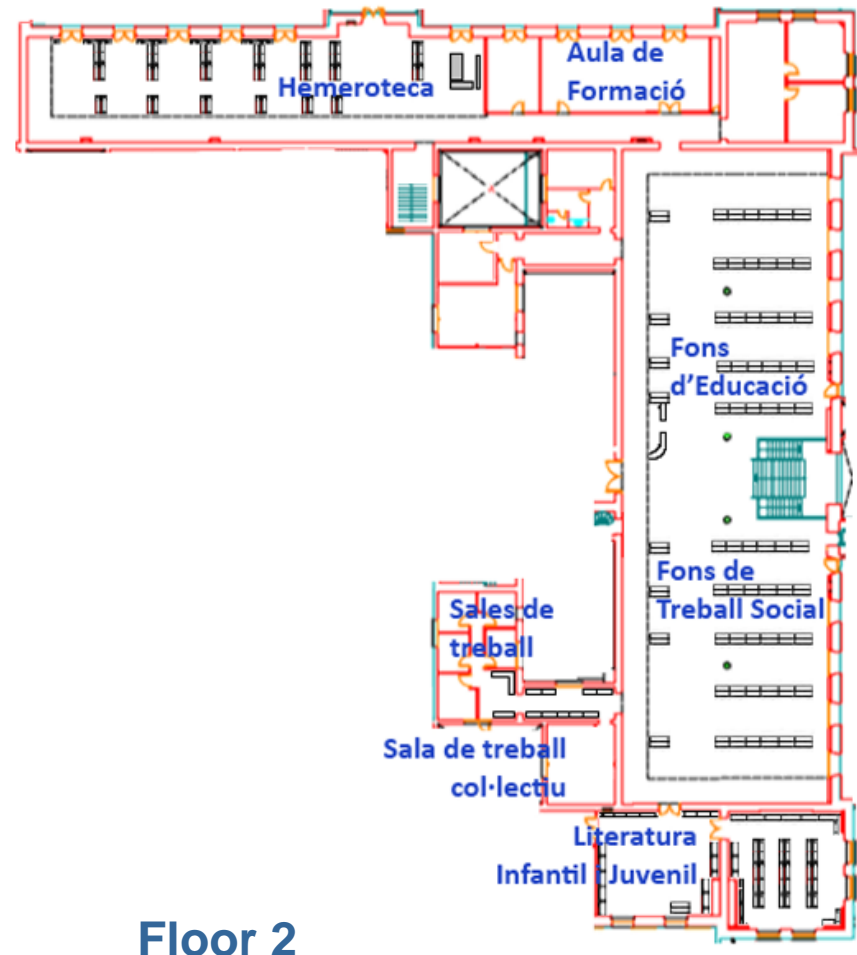 Hemeroteca
Aula de
Formació
Fons
d'Educació
Fons de
Treball Social
Sales de
treball
Sala de treball
col·lectiu
Literatura
Infantil i Juvenil
Floor 2